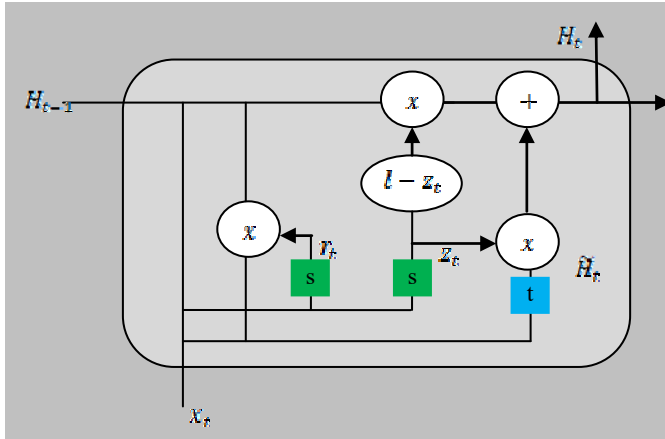 H_t
H_{t-1}
x
+
l − z_t
x
r_t
z_t
x
H̃_t
s
s
t
x_t